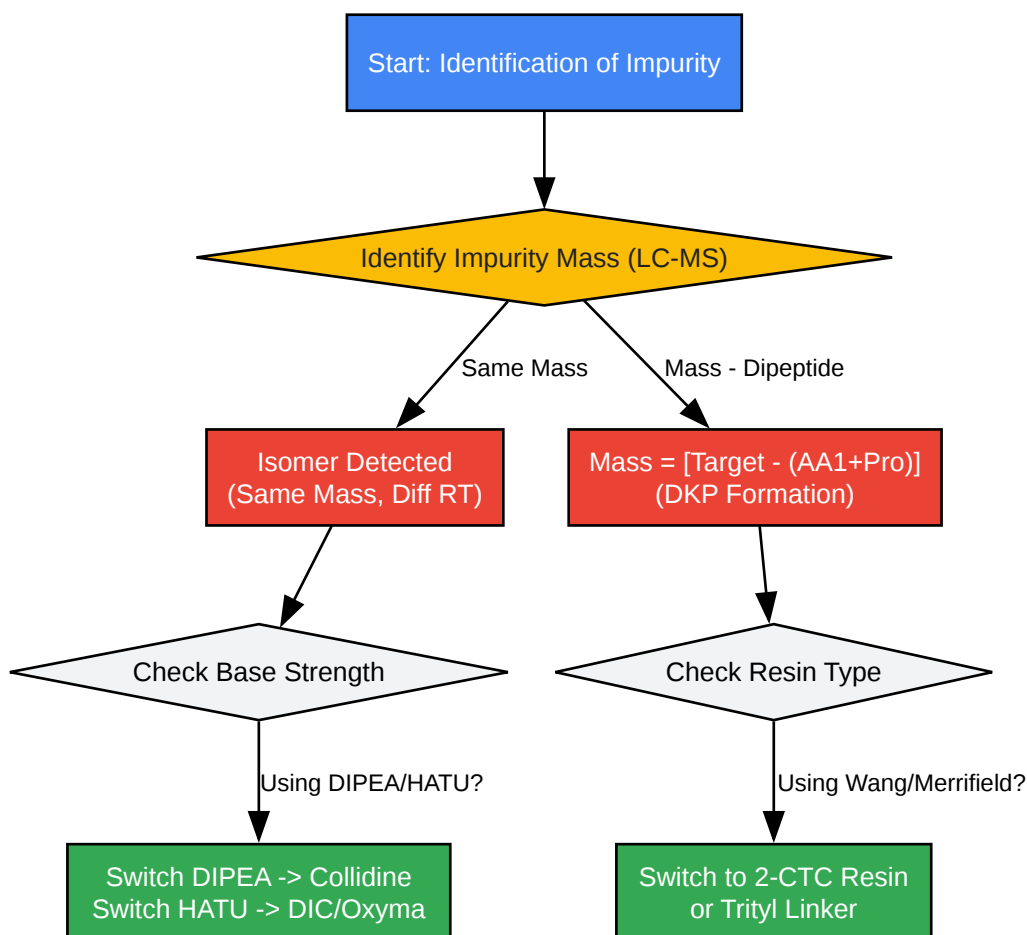 Start: Identification of Impurity
Identify Impurity Mass (LC-MS)
Same Mass
Mass - Dipeptide
Isomer Detected
(Same Mass, Diff RT)
Mass = [Target - (AA1+Pro)]
(DKP Formation)
Check Base Strength
Check Resin Type
Using DIPEA/HATU?
Using Wang/Merrifield?
Switch DIPEA -> Collidine
Switch HATU -> DIC/Oxyma
Switch to 2-CTC Resin
or Trityl Linker